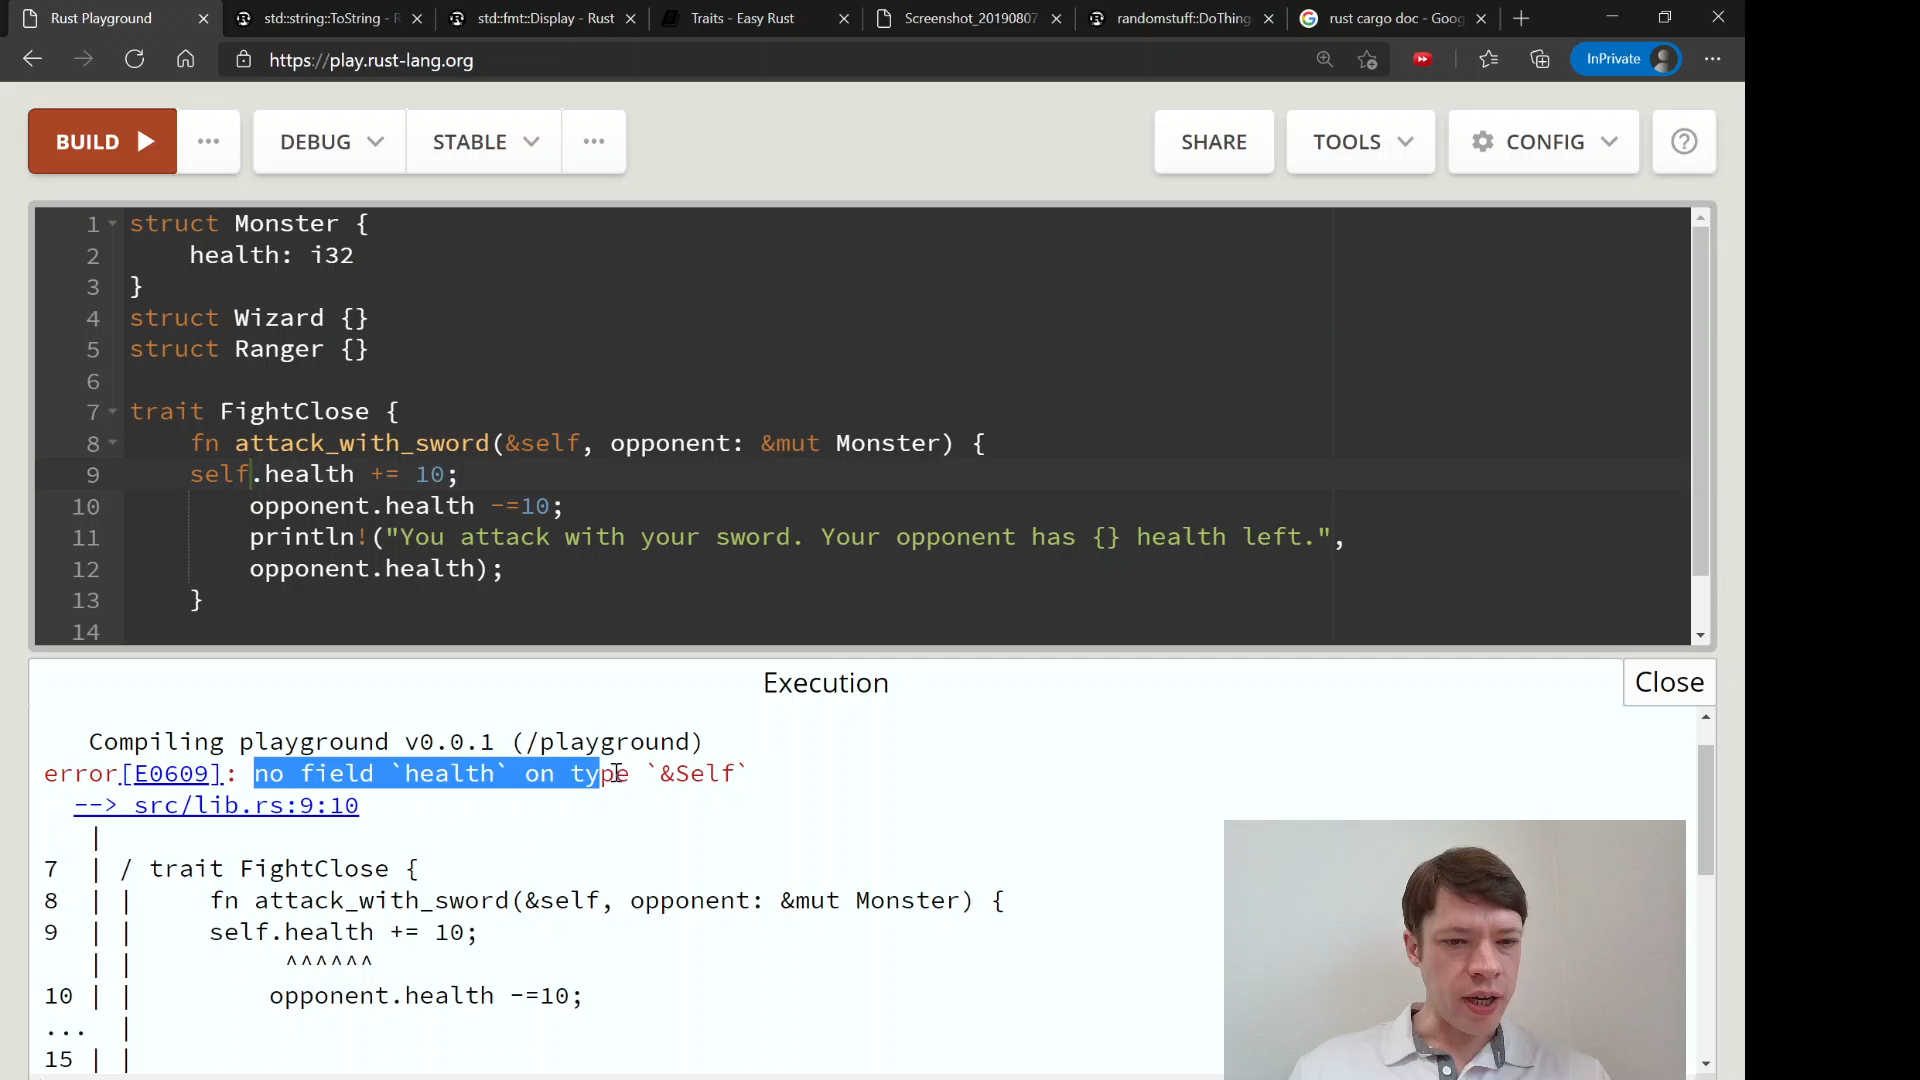 Rust Playground
std::string::ToString - R
std::fmt::Display - Rust
Traits - Easy Rust
Screenshot_20190807
randomstuff::DoThing
rust cargo doc - Goog
https://play.rust-lang.org
InPrivate
BUILD
DEBUG
STABLE
SHARE
TOOLS
CONFIG
1 struct Monster {
2     health: i32
3 }
4 struct Wizard {}
5 struct Ranger {}
6
7 trait FightClose {
8     fn attack_with_sword(&self, opponent: &mut Monster) {
9     self.health += 10;
10         opponent.health -=10;
11         println!("You attack with your sword. Your opponent has {} health left.",
12         opponent.health);
13     }
14
Execution
Close
Compiling playground v0.0.1 (/playground)
error[E0609]: no field `health` on type `&Self`
--> src/lib.rs:9:10
|
7  | / trait FightClose {
8  | |     fn attack_with_sword(&self, opponent: &mut Monster) {
9  | |     self.health += 10;
| |          ^^^^^^
10 | |         opponent.health -=10;
...  |
15 | |